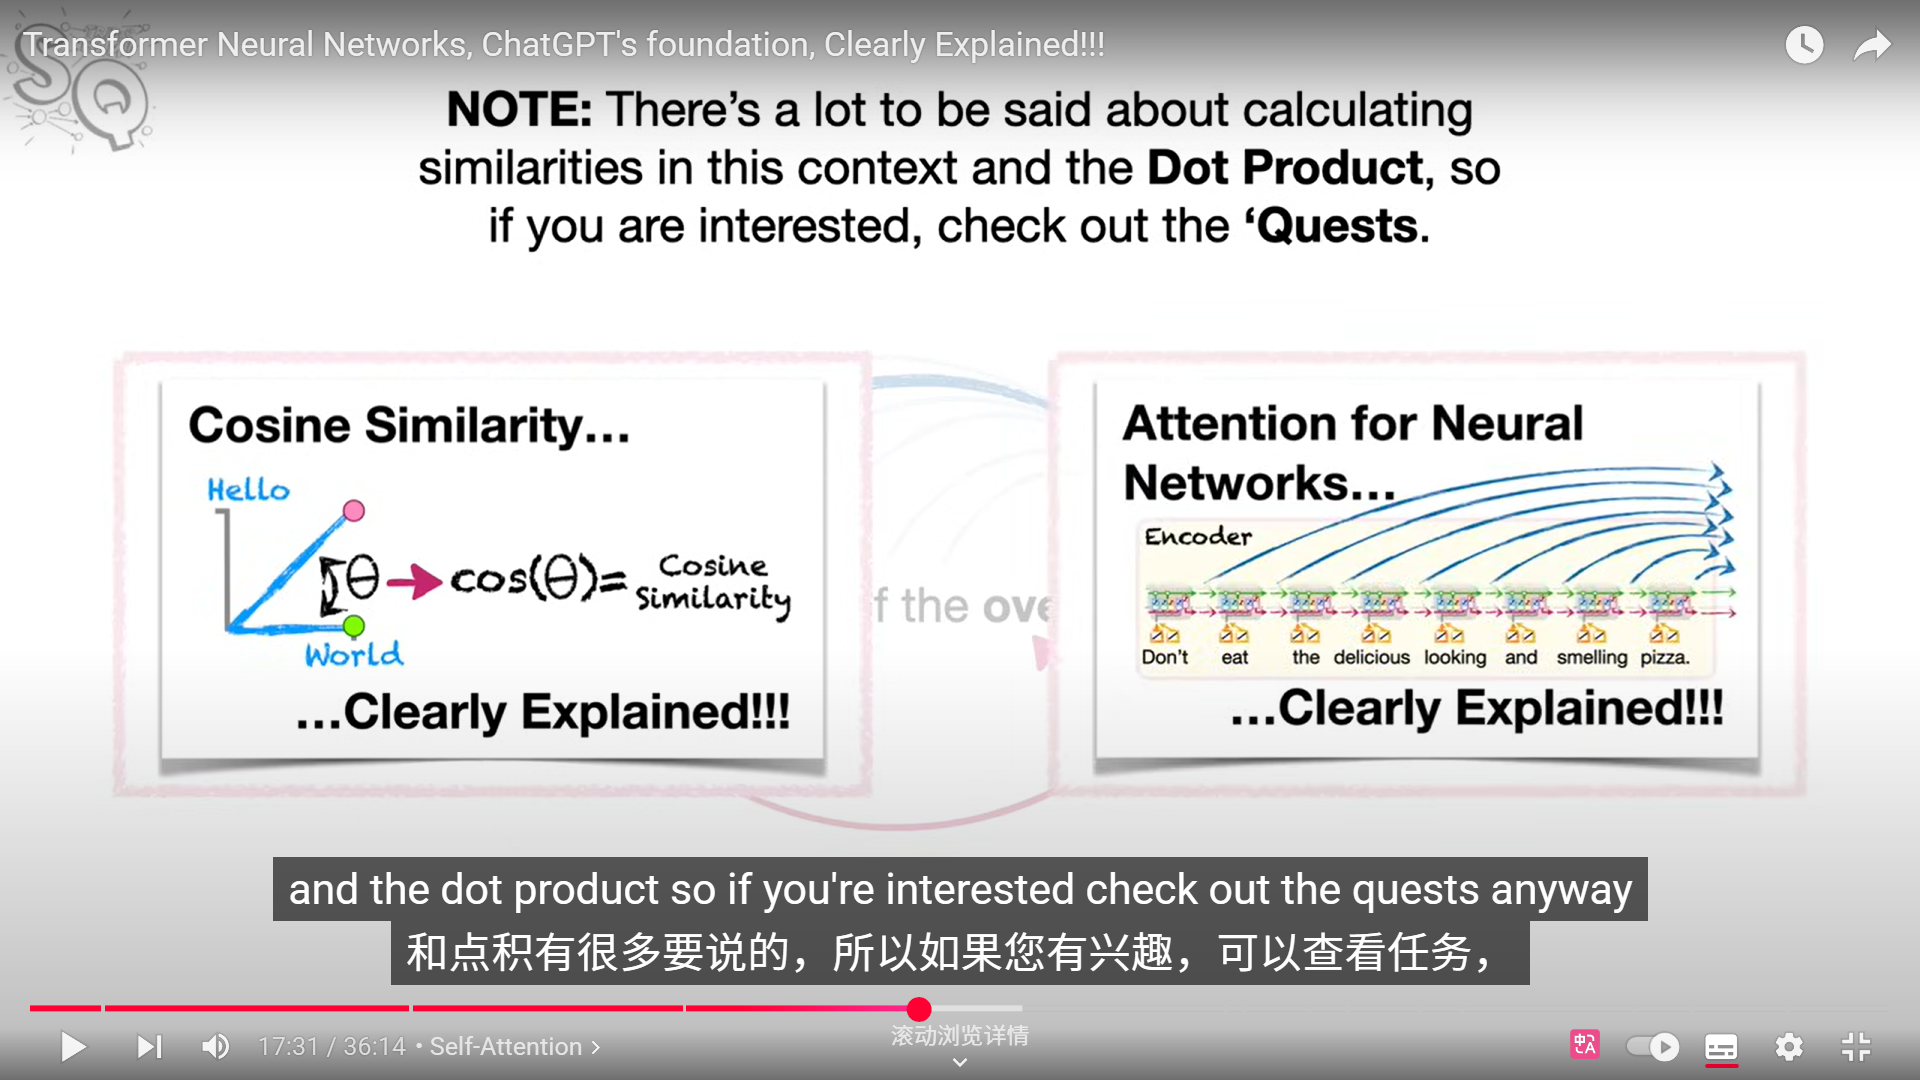 Transformer Neural Networks, ChatGPT's foundation, Clearly Explained!!!
SQ
NOTE: There's a lot to be said about calculating
similarities in this context and the Dot Product, so
if you are interested, check out the ‘Quests.
Cosine Similarity…
Hello
θ
cos(θ)=
Cosine
Similarity
World
…Clearly Explained!!!
f the ove
Attention for Neural
Networks…
Encoder
Don't eat the delicious looking and smelling pizza.
…Clearly Explained!!!
and the dot product so if you're interested check out the quests anyway
和点积有很多要说的，所以如果您有兴趣，可以查看任务，
17:31 / 36:14 • Self-Attention
滚动浏览详情
中
A